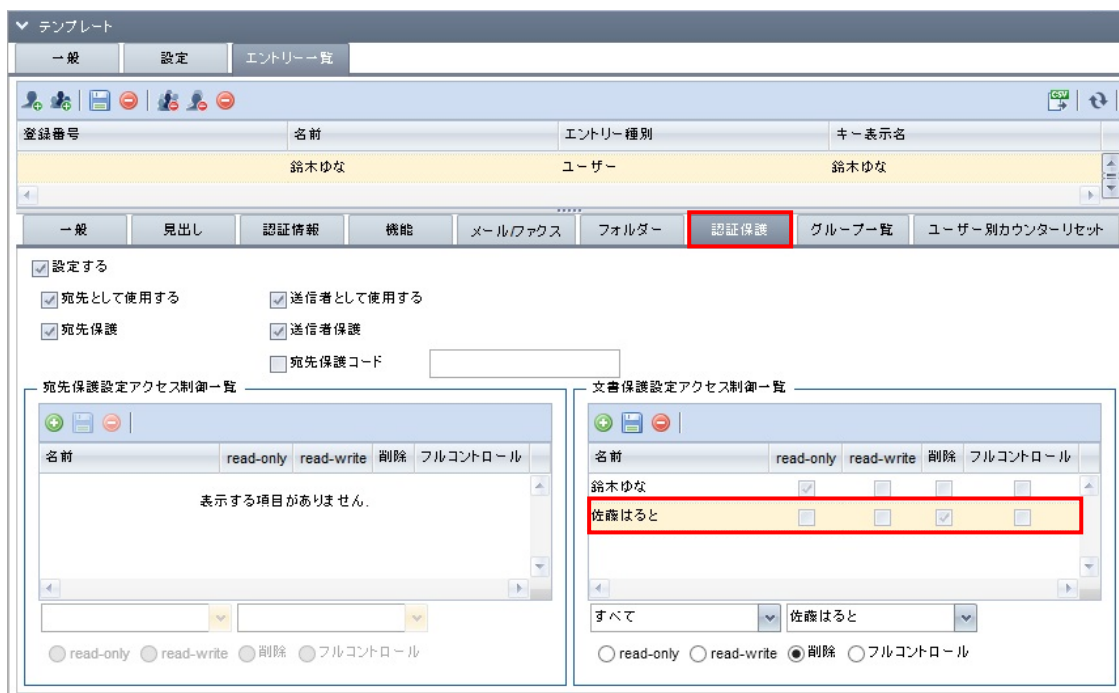 テンプレート
一般 設定 エントリー一覧
CSV
登録番号 名前 エントリー種別 キー表示名
鈴木ゆな ユーザー 鈴木ゆな
一般 見出し 認証情報 機能 メール/ファクス フォルダー 認証保護 グループ一覧 ユーザー別カウンターリセット
設定する
宛先として使用する 送信者として使用する
宛先保護 送信者保護
宛先保護コード
宛先保護設定アクセス制御一覧 文書保護設定アクセス制御一覧
名前 read-only read-write 削除 フルコントロール 名前 read-only read-write 削除 フルコントロール
鈴木ゆな
表示する項目がありません.
佐藤はると
すべて 佐藤はると
read-only read-write 削除 フルコントロール read-only read-write 削除 フルコントロール